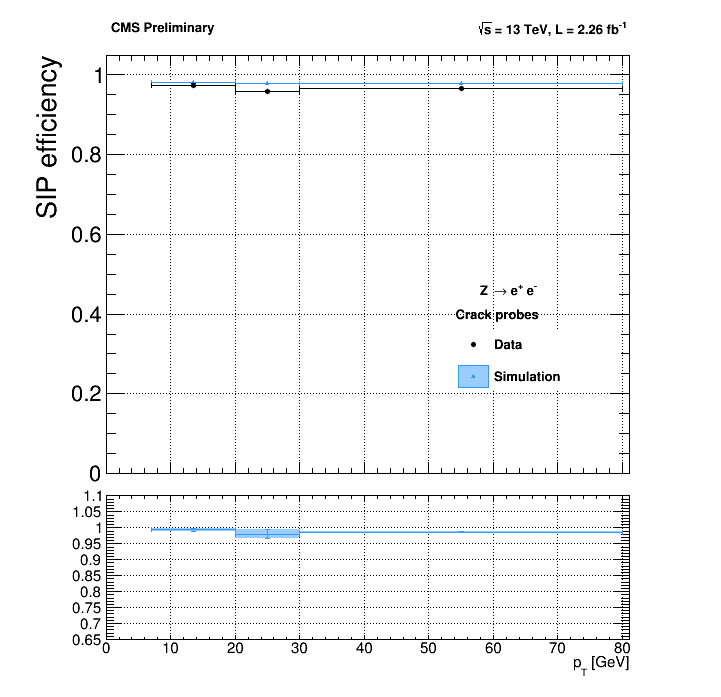 CMS Preliminary
√s = 13 TeV, L = 2.26 fb⁻¹
SIP efficiency
1
0.8
0.6
0.4
0.2
0
Z → e⁺ e⁻
Crack probes
Data
Simulation
1.1
1.05
1
0.95
0.9
0.85
0.8
0.75
0.7
0.65
0 10 20 30 40 50 60 70 80
p_T [GeV]